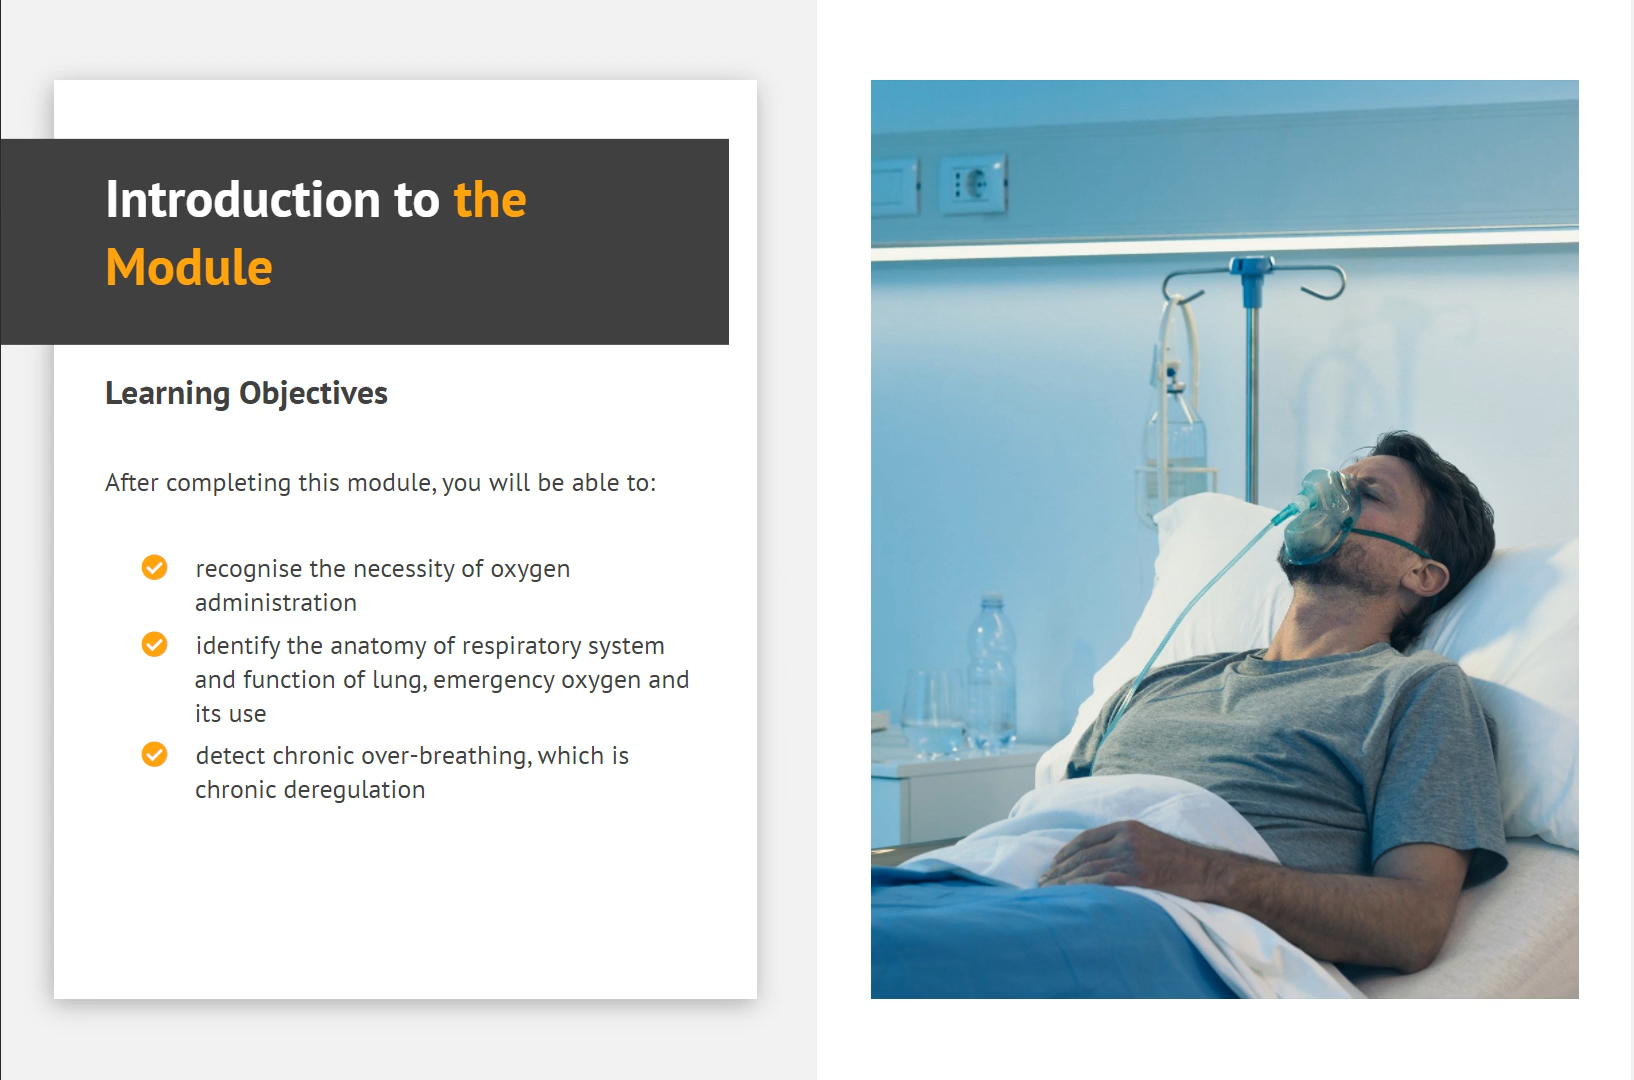 Introduction to the
Module
Learning Objectives
After completing this module, you will be able to:
recognise the necessity of oxygen
administration
identify the anatomy of respiratory system
and function of lung, emergency oxygen and
its use
detect chronic over-breathing, which is
chronic deregulation